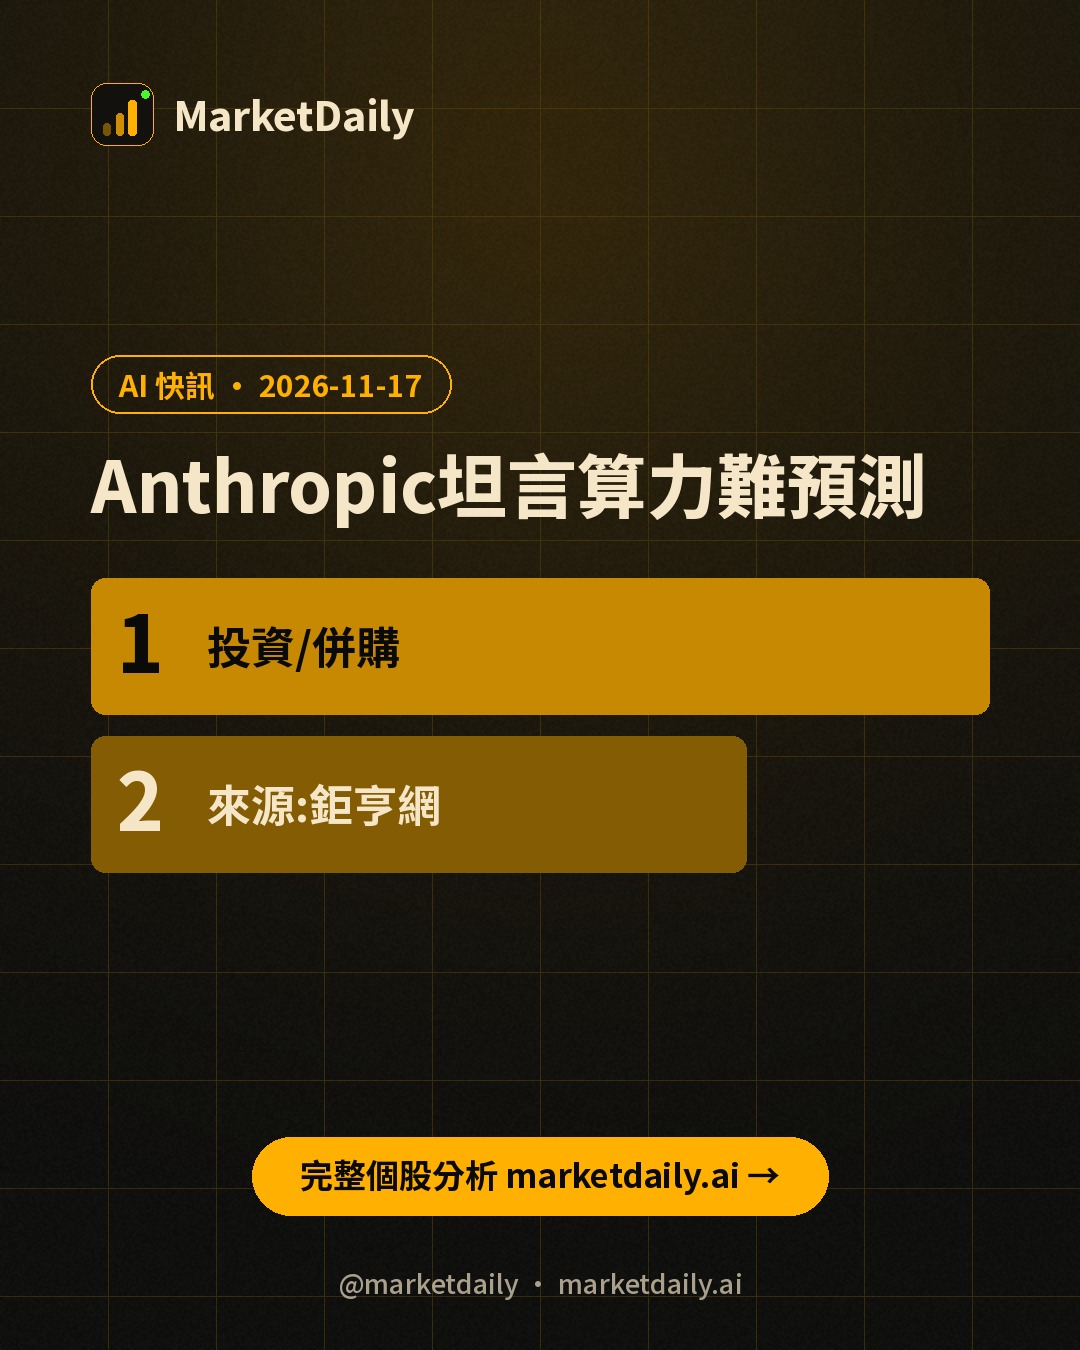 MarketDaily
AI 快訊 • 2026-11-17
Anthropic坦言算力難預測
1 投資/併購
2 來源:鉅亨網
完整個股分析 marketdaily.ai →
@marketdaily • marketdaily.ai